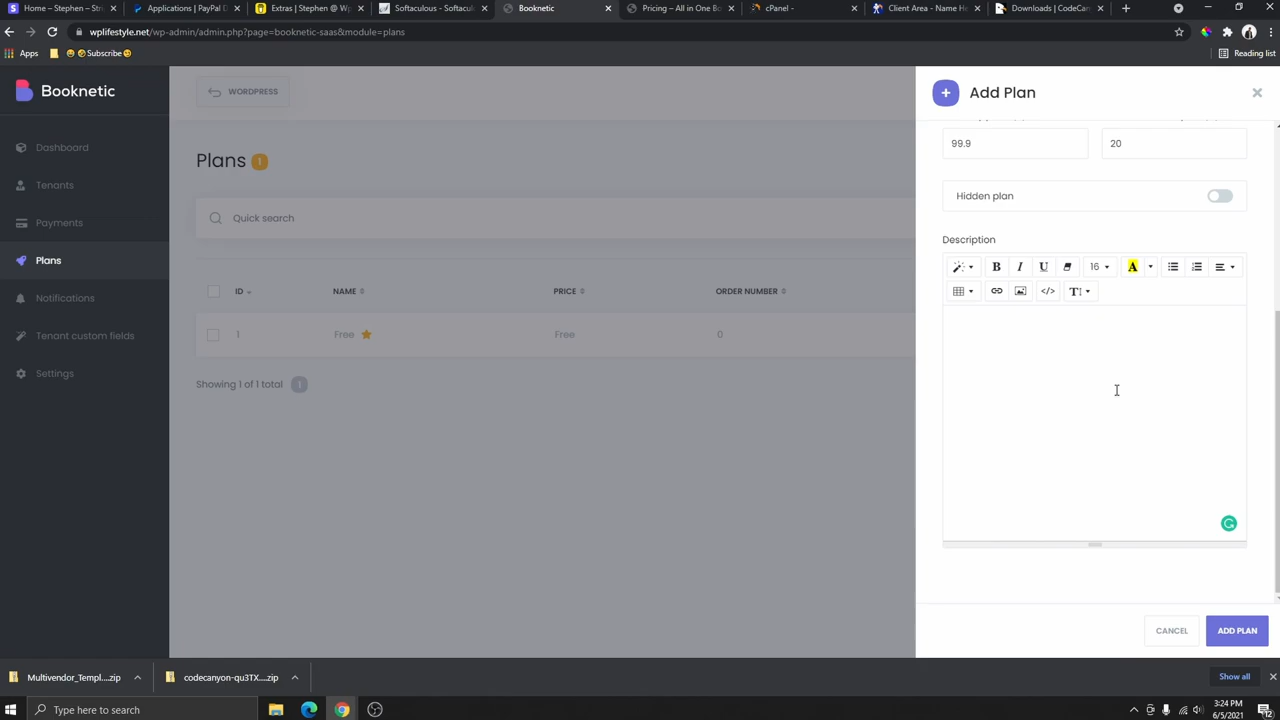 Home – Stephen – Str
Applications | PayPal D
Extras | Stephen @ Wp
Softaculous - Softacul
Booknetic
Pricing – All in One Bo
cPanel -
Client Area - Name He
Downloads | CodeCan
wplifestyle.net/wp-admin/admin.php?page=booknetic-saas&module=plans
Apps
😀😋Subscribe😀
Reading list
Booknetic
WORDPRESS
Add Plan
Dashboard
Tenants
Payments
Plans
Notifications
Tenant custom fields
Settings
Plans 1
Quick search
ID NAME PRICE ORDER NUMBER
1 Free Free 0
Showing 1 of 1 total 1
99.9 20
Hidden plan
Description
B I U 16 A
</> T
CANCEL ADD PLAN
Multivendor_Templ....zip
codecanyon-qu3TX....zip
Show all
Type here to search
3:24 PM
6/5/2021